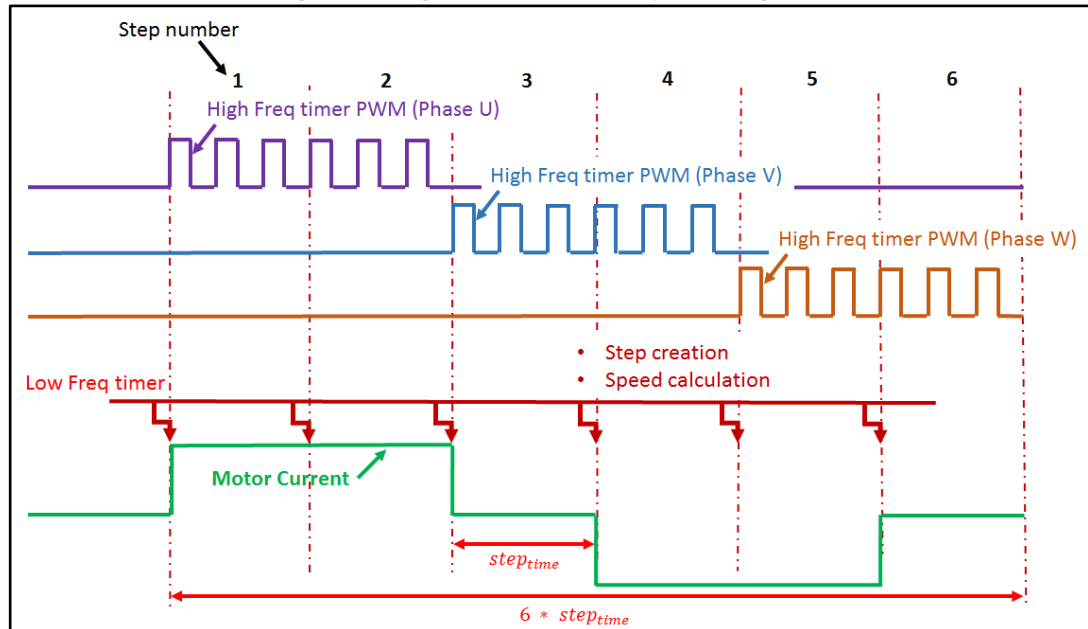 Step number
1 2 3 4 5 6
High Freq timer PWM (Phase U)
High Freq timer PWM (Phase V)
High Freq timer PWM (Phase W)
• Step creation
• Speed calculation
Low Freq timer
Motor Current
step_time
6 * step_time